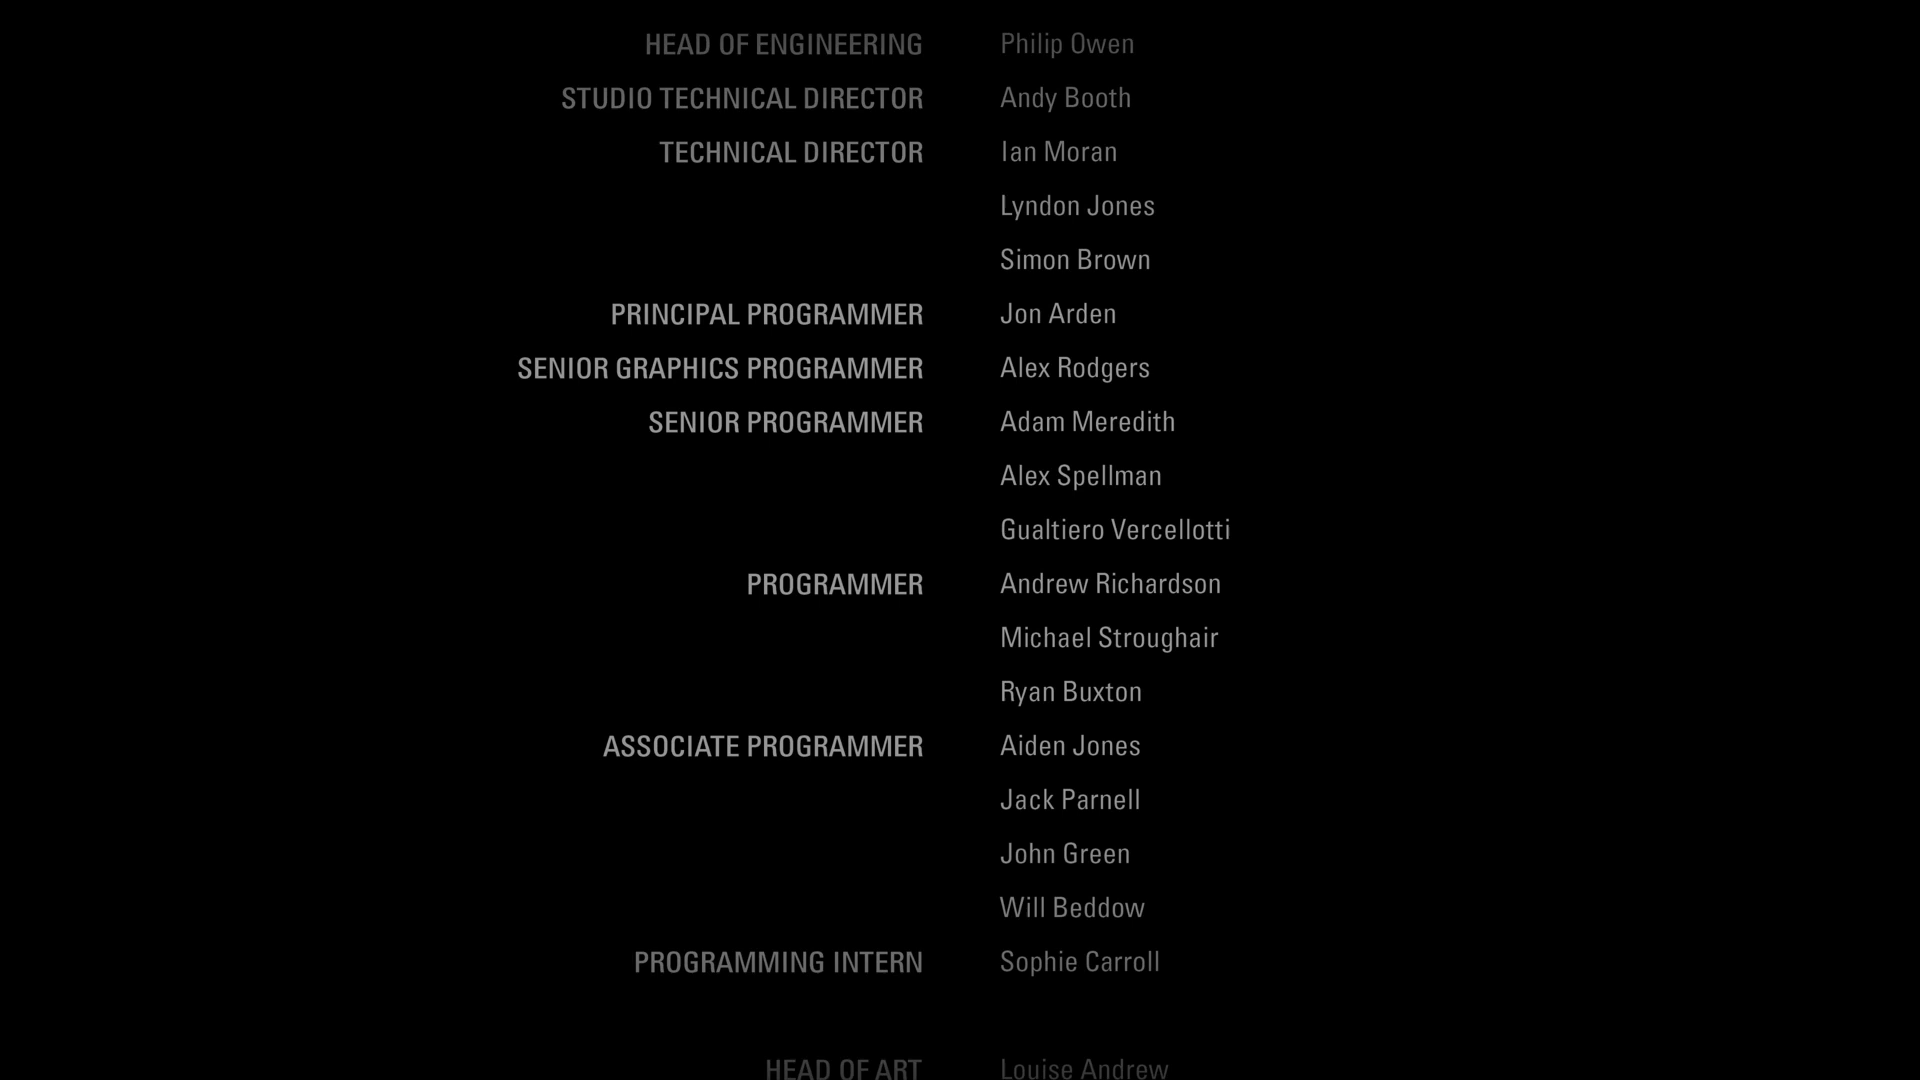 HEAD OF ENGINEERING Philip Owen
STUDIO TECHNICAL DIRECTOR Andy Booth
TECHNICAL DIRECTOR Ian Moran
Lyndon Jones
Simon Brown
PRINCIPAL PROGRAMMER Jon Arden
SENIOR GRAPHICS PROGRAMMER Alex Rodgers
SENIOR PROGRAMMER Adam Meredith
Alex Spellman
Gualtiero Vercellotti
PROGRAMMER Andrew Richardson
Michael Stroughair
Ryan Buxton
ASSOCIATE PROGRAMMER Aiden Jones
Jack Parnell
John Green
Will Beddow
PROGRAMMING INTERN Sophie Carroll
HEAD OF ART Louise Andrew